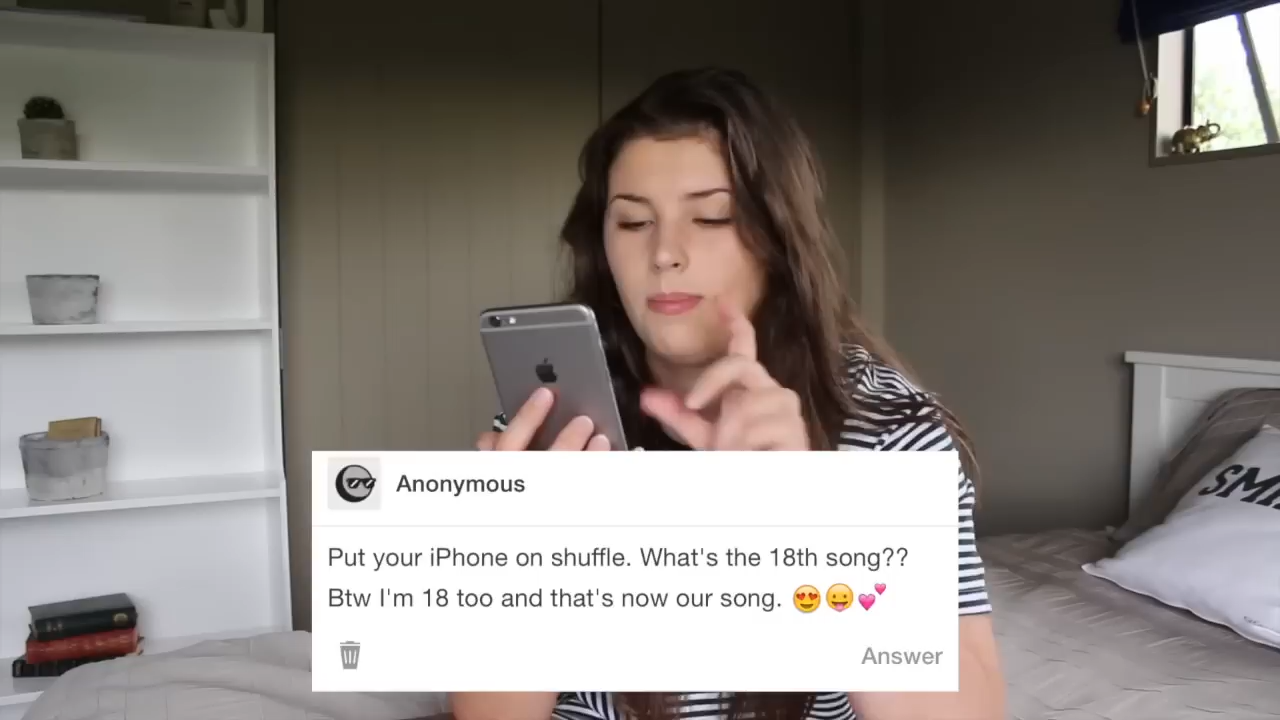 Anonymous
Put your iPhone on shuffle. What's the 18th song??
Btw I'm 18 too and that's now our song. 😍😛💕
Answer